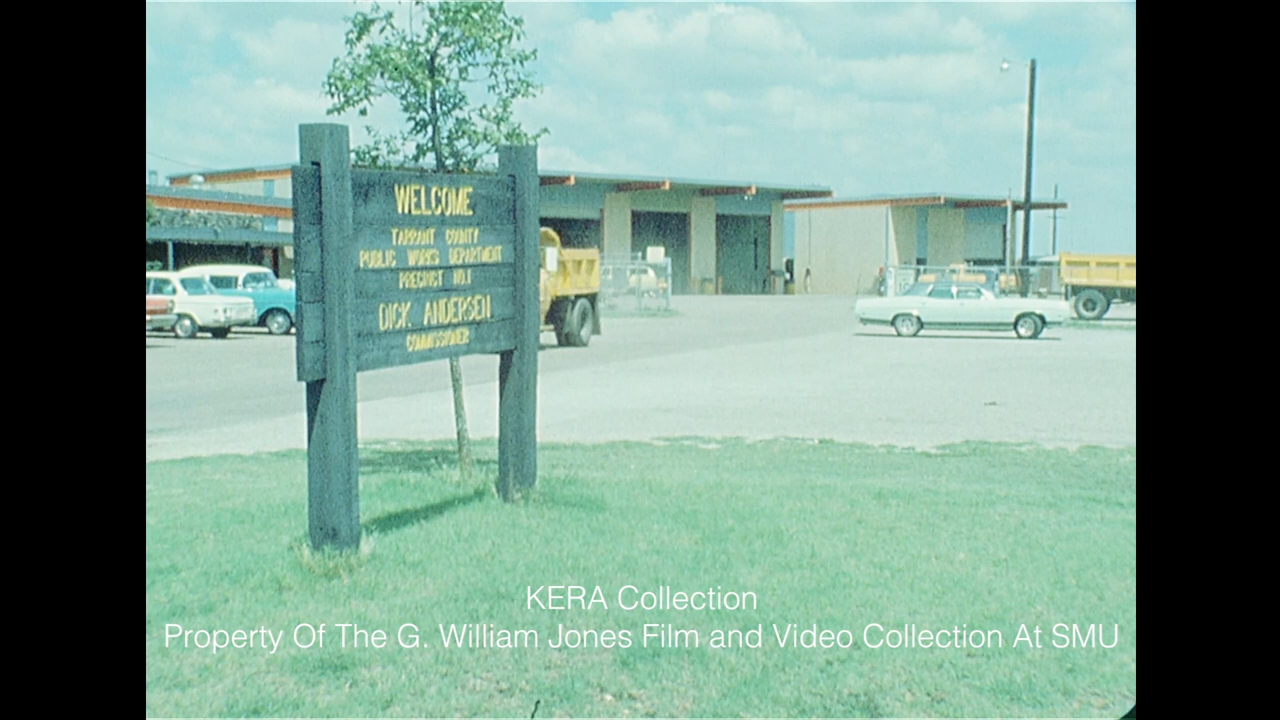 WELCOME
TARRANT COUNTY
PUBLIC WORKS DEPARTMENT
PRECINCT NO.1
DICK ANDERSEN
COMMISSIONER
KERA Collection
Property Of The G. William Jones Film and Video Collection At SMU